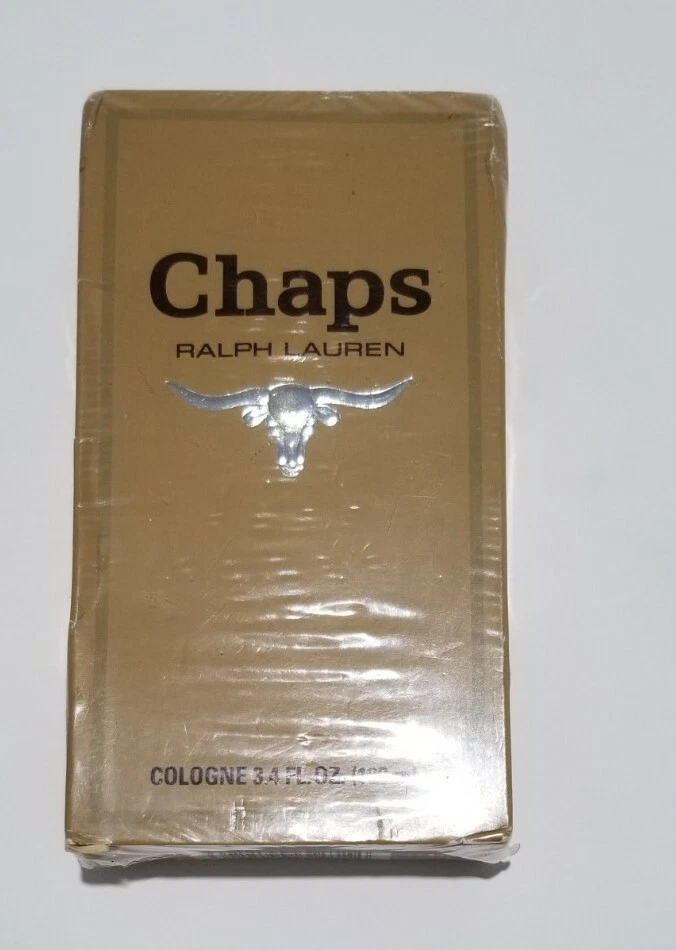 Chaps
RALPH LAUREN
COLOGNE 3.4 FL. OZ.